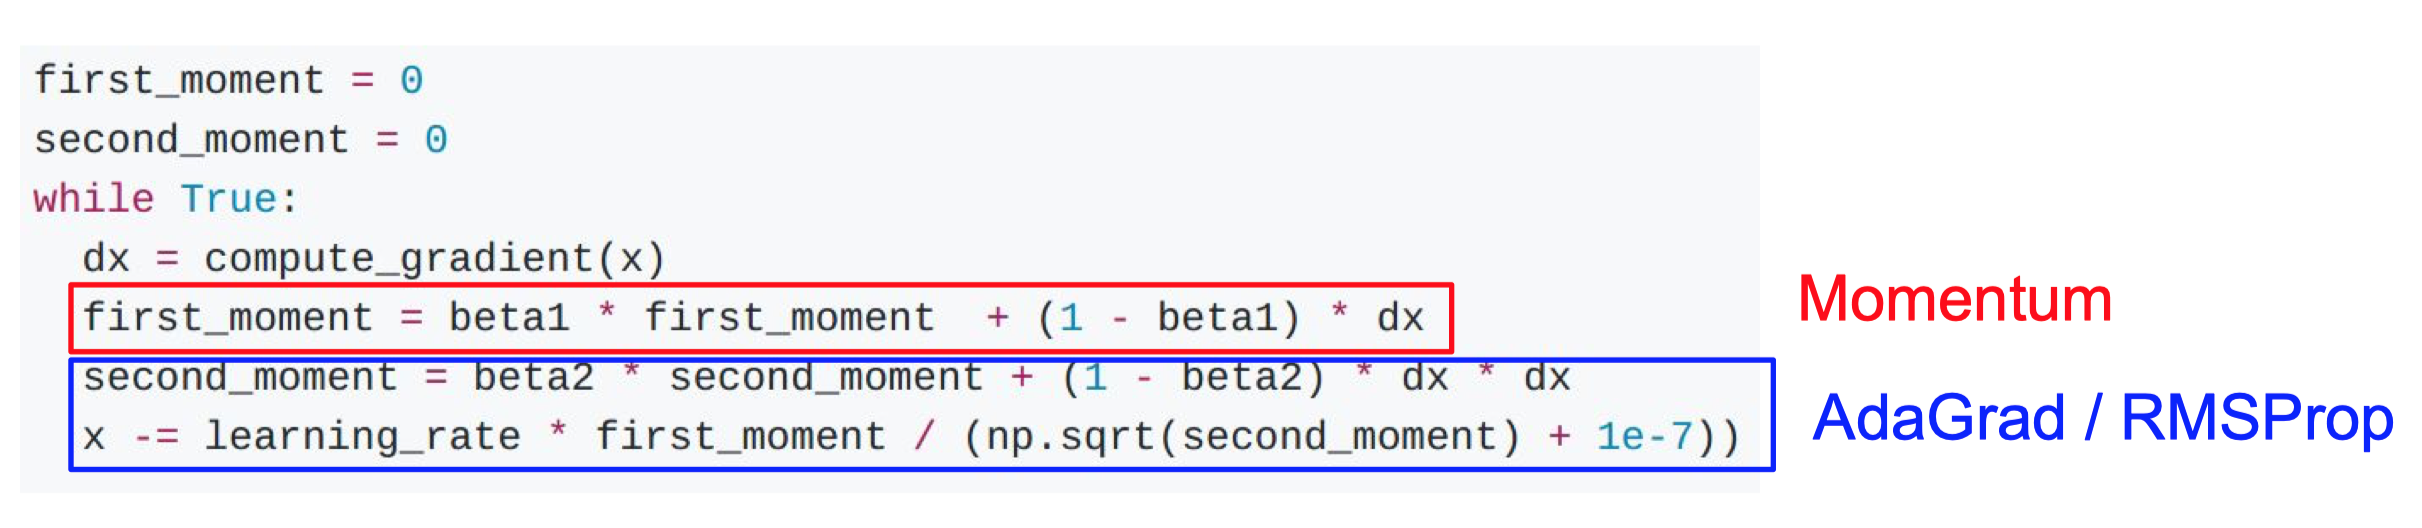 first_moment = 0
second_moment = 0
while True:
  dx = compute_gradient(x)
  first_moment = beta1 * first_moment  + (1 - beta1) * dx
Momentum
  second_moment = beta2 * second_moment + (1 - beta2) * dx * dx
  x -= learning_rate * first_moment / (np.sqrt(second_moment) + 1e-7))
AdaGrad / RMSProp